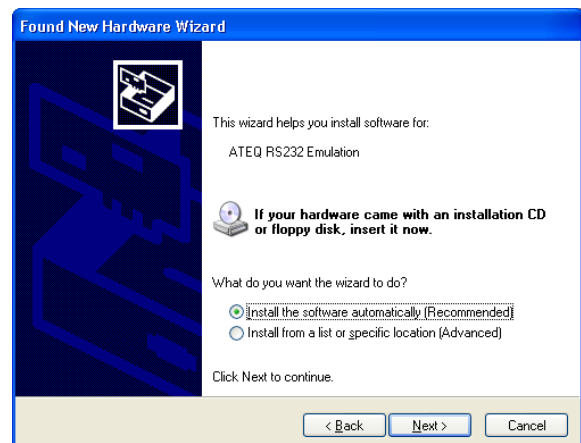 Found New Hardware Wizard
This wizard helps you install software for:
ATEQ RS232 Emulation
If your hardware came with an installation CD
or floppy disk, insert it now.
What do you want the wizard to do?
Install the software automatically (Recommended)
Install from a list or specific location (Advanced)
Click Next to continue.
< Back
Next >
Cancel